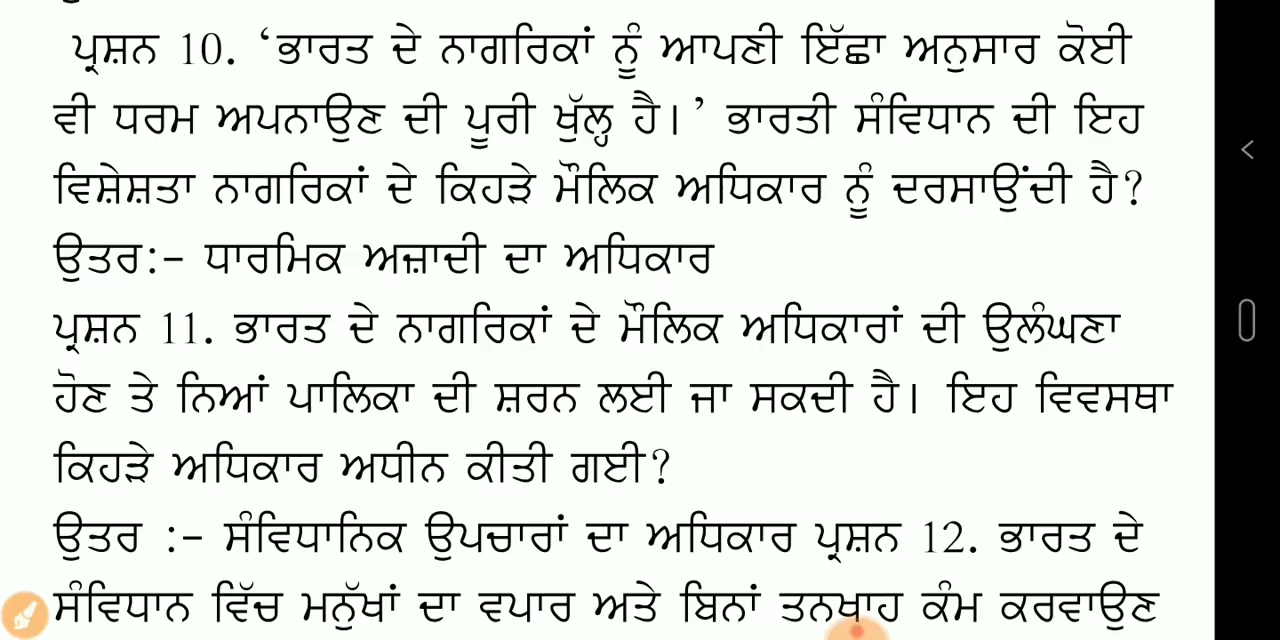 ਪ੍ਰਸ਼ਨ 10. ‘ਭਾਰਤ ਦੇ ਨਾਗਰਿਕਾਂ ਨੂੰ ਆਪਣੀ ਇੱਛਾ ਅਨੁਸਾਰ ਕੋਈ
ਵੀ ਧਰਮ ਅਪਨਾਉਣ ਦੀ ਪੂਰੀ ਖੁੱਲ੍ਹ ਹੈ।’ ਭਾਰਤੀ ਸੰਵਿਧਾਨ ਦੀ ਇਹ
ਵਿਸ਼ੇਸ਼ਤਾ ਨਾਗਰਿਕਾਂ ਦੇ ਕਿਹੜੇ ਮੌਲਿਕ ਅਧਿਕਾਰ ਨੂੰ ਦਰਸਾਉਂਦੀ ਹੈ?
ਉਤਰ:- ਧਾਰਮਿਕ ਅਜ਼ਾਦੀ ਦਾ ਅਧਿਕਾਰ
ਪ੍ਰਸ਼ਨ 11. ਭਾਰਤ ਦੇ ਨਾਗਰਿਕਾਂ ਦੇ ਮੌਲਿਕ ਅਧਿਕਾਰਾਂ ਦੀ ਉਲੰਘਣਾ
ਹੋਣ ਤੇ ਨਿਆਂ ਪਾਲਿਕਾ ਦੀ ਸ਼ਰਨ ਲਈ ਜਾ ਸਕਦੀ ਹੈ। ਇਹ ਵਿਵਸਥਾ
ਕਿਹੜੇ ਅਧਿਕਾਰ ਅਧੀਨ ਕੀਤੀ ਗਈ?
ਉਤਰ :- ਸੰਵਿਧਾਨਿਕ ਉਪਚਾਰਾਂ ਦਾ ਅਧਿਕਾਰ ਪ੍ਰਸ਼ਨ 12. ਭਾਰਤ ਦੇ
ਸੰਵਿਧਾਨ ਵਿੱਚ ਮਨੁੱਖਾਂ ਦਾ ਵਪਾਰ ਅਤੇ ਬਿਨਾਂ ਤਨਖਾਹ ਕੰਮ ਕਰਵਾਉਣ